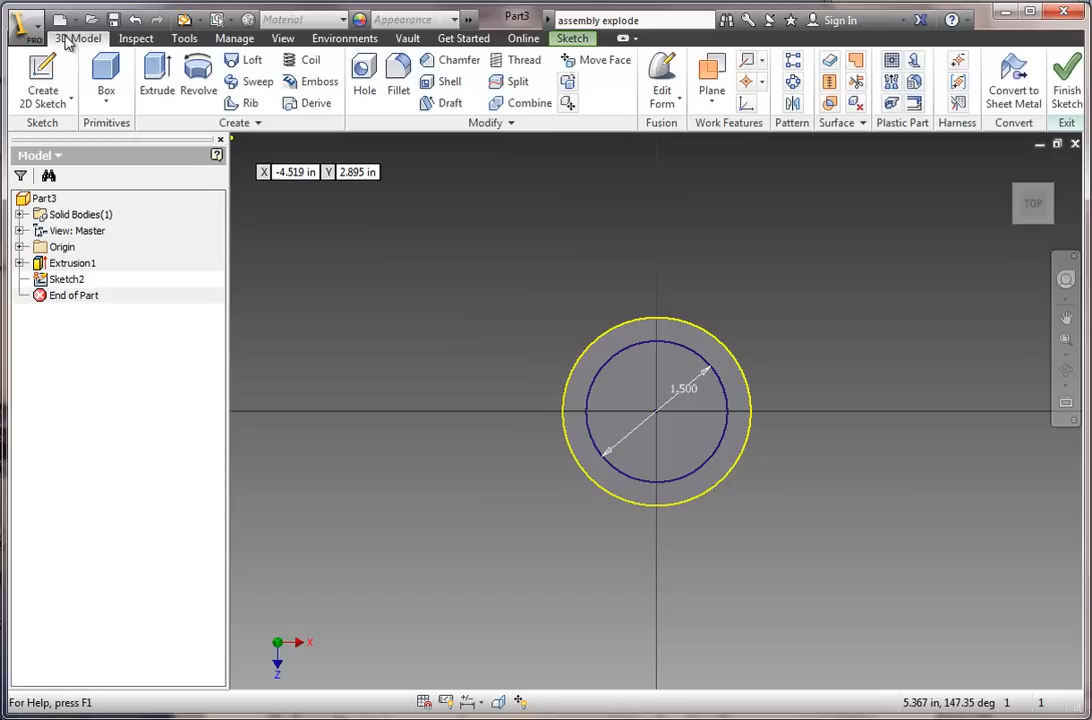 Material
Appearance
Part3
assembly explode
Sign In
PRO
3D Model
Inspect
Tools
Manage
View
Environments
Vault
Get Started
Online
Sketch
Create
2D Sketch
Box
Extrude
Revolve
Loft
Sweep
Rib
Coil
Emboss
Derive
Hole
Fillet
Chamfer
Shell
Draft
Thread
Split
Combine
Move Face
Edit
Form
Plane
Convert to
Sheet Metal
Finish
Sketch
Sketch
Primitives
Create
Modify
Fusion
Work Features
Pattern
Surface
Plastic Part
Harness
Convert
Exit
Model
X -4.519 in Y 2.895 in
TOP
Part3
Solid Bodies(1)
View: Master
Origin
Extrusion1
Sketch2
End of Part
1.500
X
Z
For Help, press F1
5.367 in, 147.35 deg 1 1